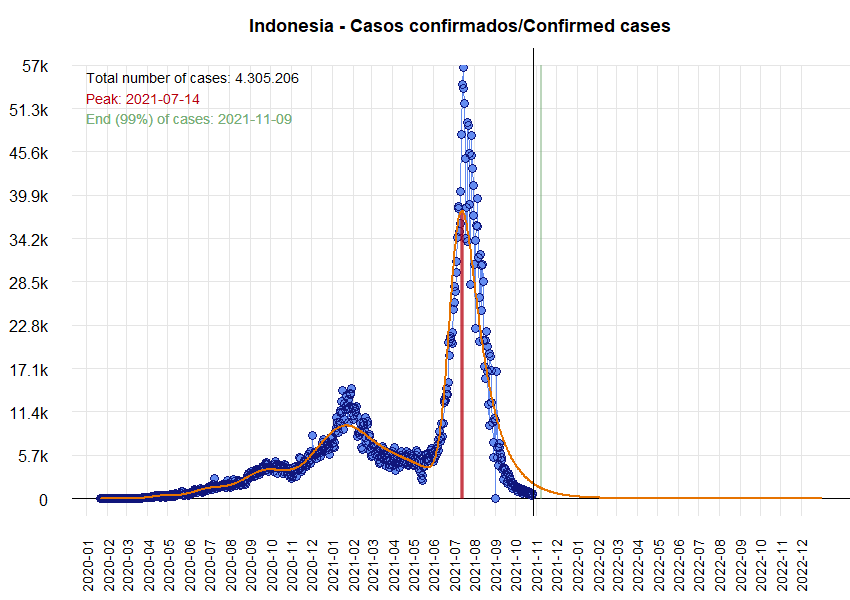 Indonesia - Casos confirmados/Confirmed cases
57k
Total number of cases: 4.305.206
Peak: 2021-07-14
End (99%) of cases: 2021-11-09
51.3k
45.6k
39.9k
34.2k
28.5k
22.8k
17.1k
11.4k
5.7k
0
2020-01
2020-02
2020-03
2020-04
2020-05
2020-06
2020-07
2020-08
2020-09
2020-10
2020-11
2020-12
2021-01
2021-02
2021-03
2021-04
2021-05
2021-06
2021-07
2021-08
2021-09
2021-10
2021-11
2021-12
2022-01
2022-02
2022-03
2022-04
2022-05
2022-06
2022-07
2022-08
2022-09
2022-10
2022-11
2022-12